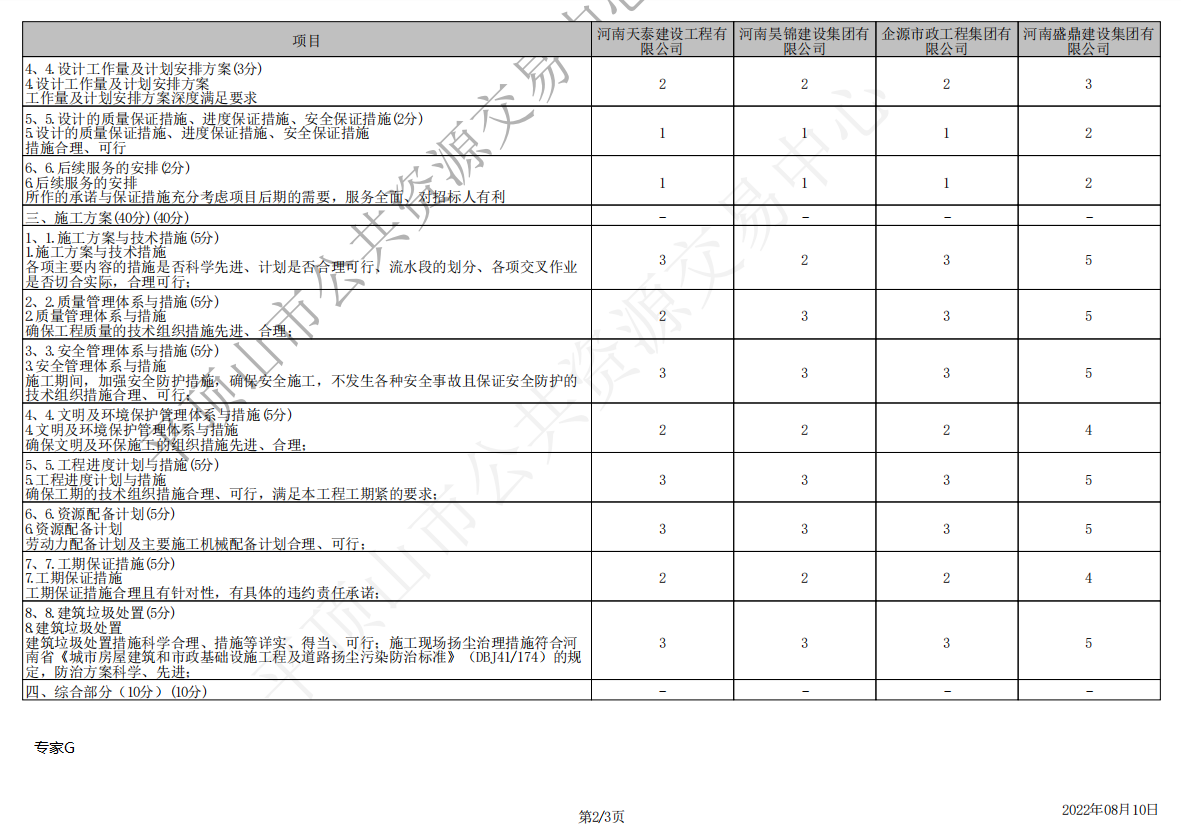 项目
河南天泰建设工程有
限公司
河南昊锦建设集团有
限公司
企源市政工程集团有
限公司
河南盛鼎建设集团有
限公司
4、4.设计工作量及计划安排方案(3分)
4.设计工作量及计划安排方案
工作量及计划安排方案深度满足要求
2 2 2 3
5、5.设计的质量保证措施、进度保证措施、安全保证措施(2分)
5.设计的质量保证措施、进度保证措施、安全保证措施
措施合理、可行
1 1 1 2
6、6.后续服务的安排(2分)
6.后续服务的安排
所作的承诺与保证措施充分考虑项目后期的需要，服务全面、对招标人有利
1 1 1 2
三、施工方案(40分)(40分) － － － －
1、1.施工方案与技术措施(5分)
1.施工方案与技术措施
各项主要内容的措施是否科学先进、计划是否合理可行、流水段的划分、各项交叉作业
是否切合实际，合理可行；
3 2 3 5
2、2.质量管理体系与措施(5分)
2.质量管理体系与措施
确保工程质量的技术组织措施先进、合理；
2 3 3 5
3、3.安全管理体系与措施(5分)
3.安全管理体系与措施
施工期间，加强安全防护措施，确保安全施工，不发生各种安全事故且保证安全防护的
技术组织措施合理、可行；
3 3 3 5
4、4.文明及环境保护管理体系与措施(5分)
4.文明及环境保护管理体系与措施
确保文明及环保施工的组织措施先进、合理；
2 2 2 4
5、5.工程进度计划与措施(5分)
5.工程进度计划与措施
确保工期的技术组织措施合理、可行，满足本工程工期紧的要求；
3 3 3 5
6、6.资源配备计划(5分)
6.资源配备计划
劳动力配备计划及主要施工机械配备计划合理、可行；
3 3 3 5
7、7.工期保证措施(5分)
7.工期保证措施
工期保证措施合理且有针对性，有具体的违约责任承诺；
2 2 2 4
8、8.建筑垃圾处置(5分)
8.建筑垃圾处置
建筑垃圾处置措施科学合理、措施等详实、得当、可行；施工现场扬尘治理措施符合河
南省《城市房屋建筑和市政基础设施工程及道路扬尘污染防治标准》（DBJ41/174）的规
定，防治方案科学、先进；
3 3 3 5
四、综合部分（10分）(10分) － － － －
专家G
第2/3页
2022年08月10日
平顶山市公共资源交易中心
平顶山市公共资源交易中心